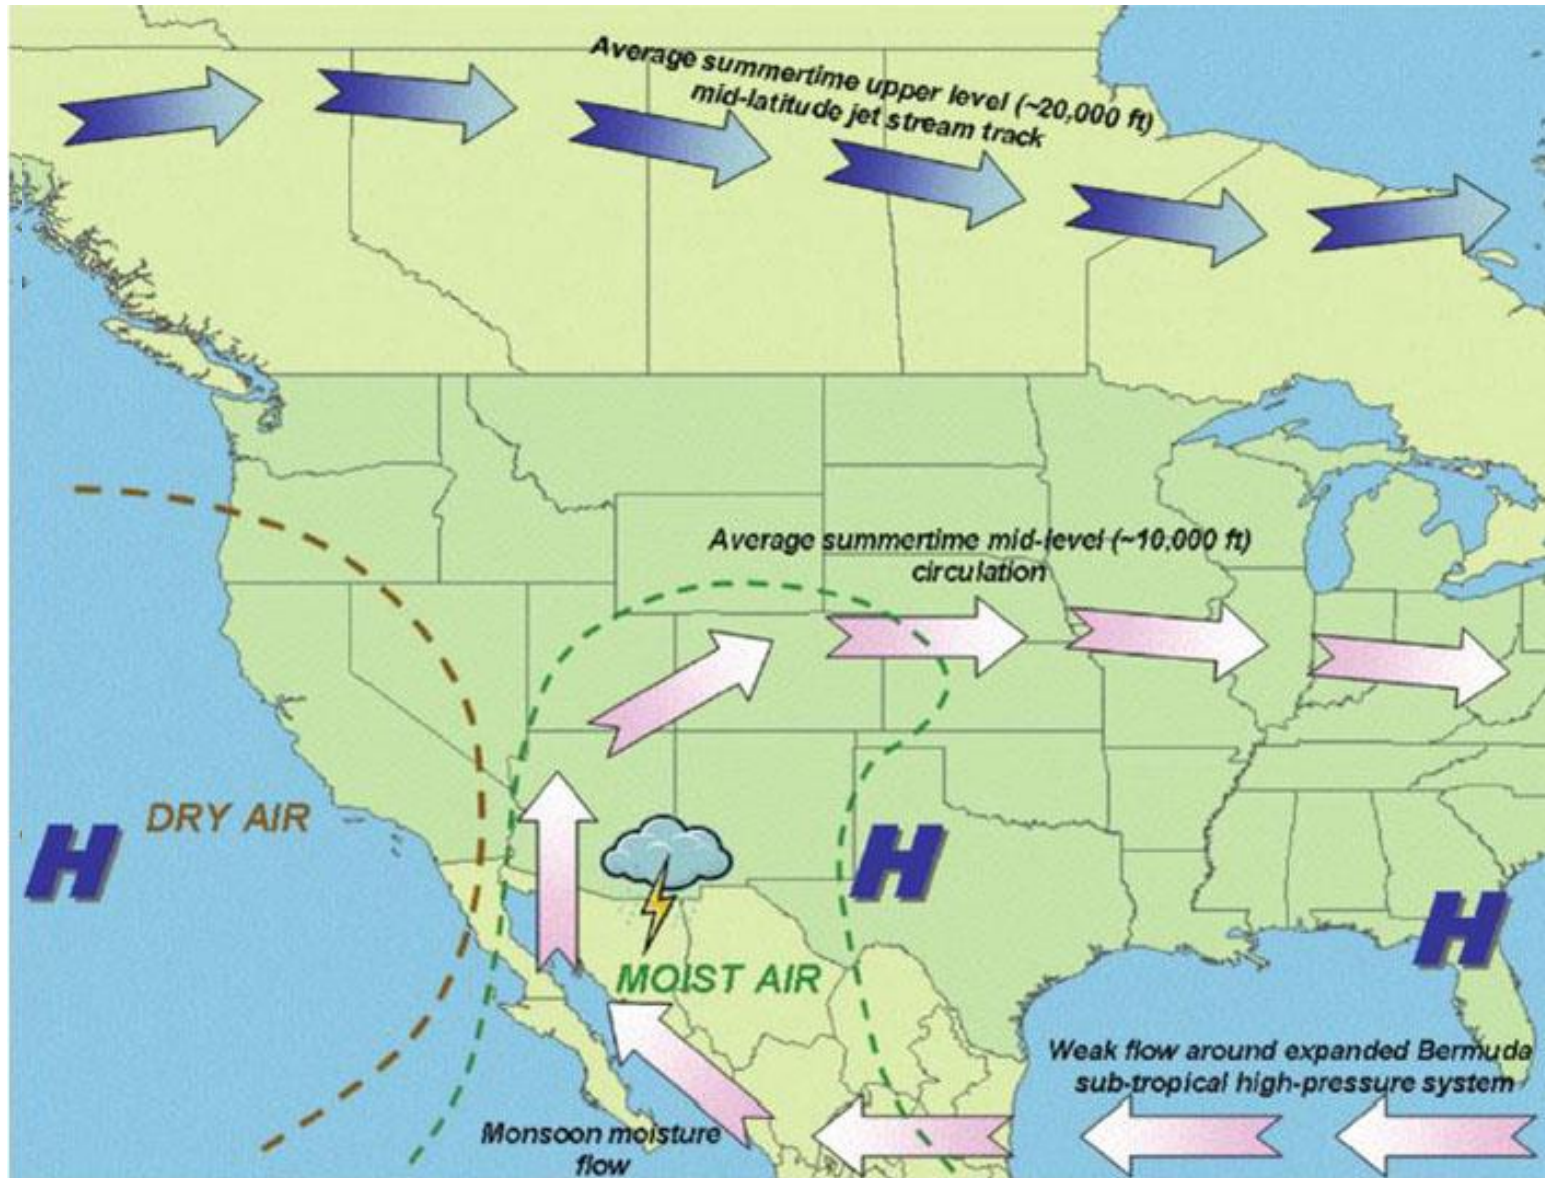 Average summertime upper level (~20,000 ft)
mid-latitude jet stream track
Average summertime mid-level (~10,000 ft)
circulation
DRY AIR
H
H
H
MOIST AIR
Weak flow around expanded Bermuda
sub-tropical high-pressure system
Monsoon moisture
flow